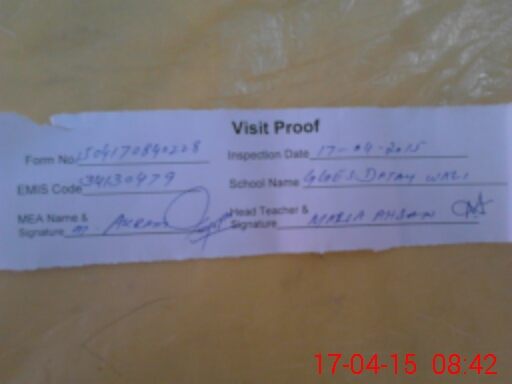 Visit Proof
Form No. 1504170840228 Inspection Date 17-04-2015
EMIS Code 34130479 School Name GGES DATAY WALI
MEA Name & Signature M. AKRAM Head Teacher & Signature MARIA AHSAN
17-04-15 08:42